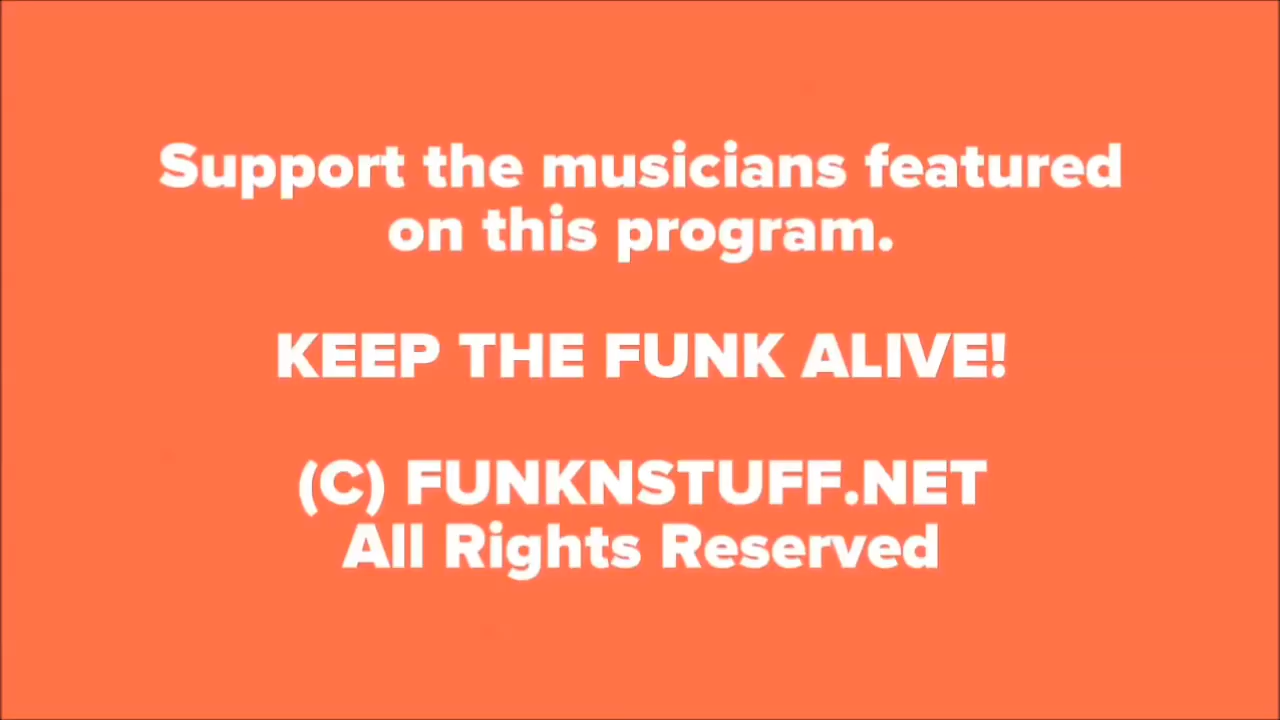 Support the musicians featured
on this program.
KEEP THE FUNK ALIVE!
(C) FUNKNSTUFF.NET
All Rights Reserved